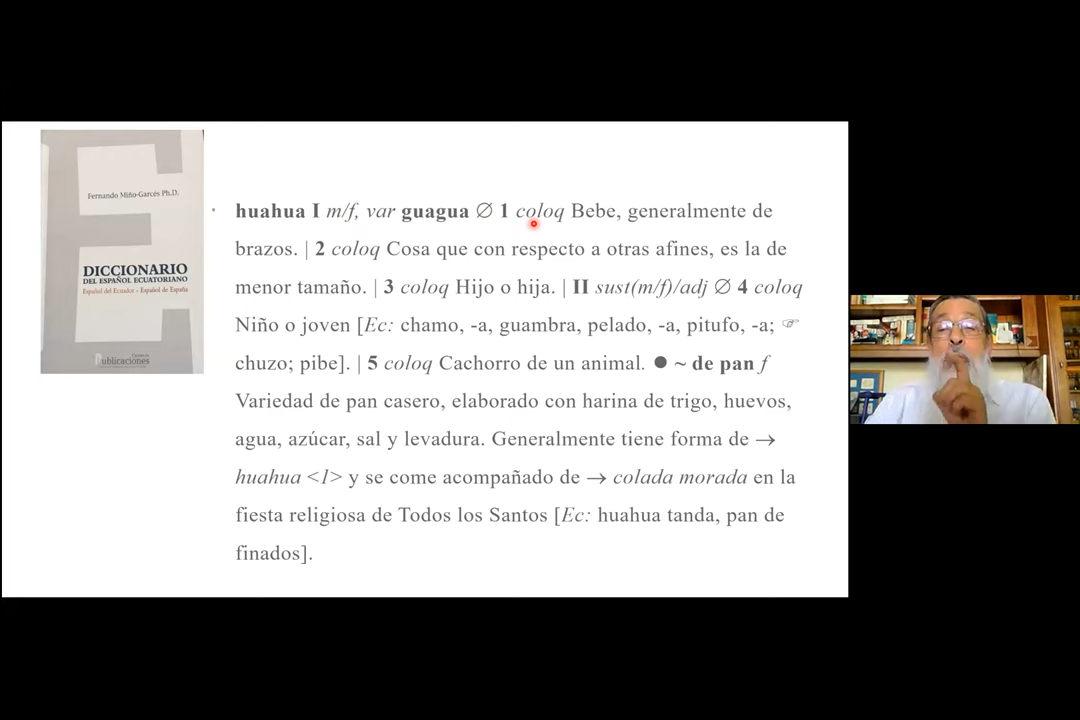 Fernando Miño-Garcés Ph.D.
DICCIONARIO
DEL ESPAÑOL ECUATORIANO
Español del Ecuador - Español de España
Publicaciones
• huahua I m/f, var guagua ∅ 1 coloq Bebe, generalmente de
brazos. | 2 coloq Cosa que con respecto a otras afines, es la de
menor tamaño. | 3 coloq Hijo o hija. | II sust(m/f)/adj ∅ 4 coloq
Niño o joven [Ec: chamo, -a, guambra, pelado, -a, pitufo, -a; ☞
chuzo; pibe]. | 5 coloq Cachorro de un animal. ● ~ de pan f
Variedad de pan casero, elaborado con harina de trigo, huevos,
agua, azúcar, sal y levadura. Generalmente tiene forma de →
huahua <1> y se come acompañado de → colada morada en la
fiesta religiosa de Todos los Santos [Ec: huahua tanda, pan de
finados].